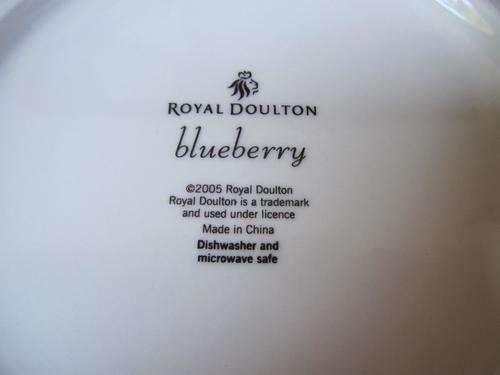 ROYAL DOULTON
blueberry
©2005 Royal Doulton
Royal Doulton is a trademark
and used under licence
Made in China
Dishwasher and
microwave safe